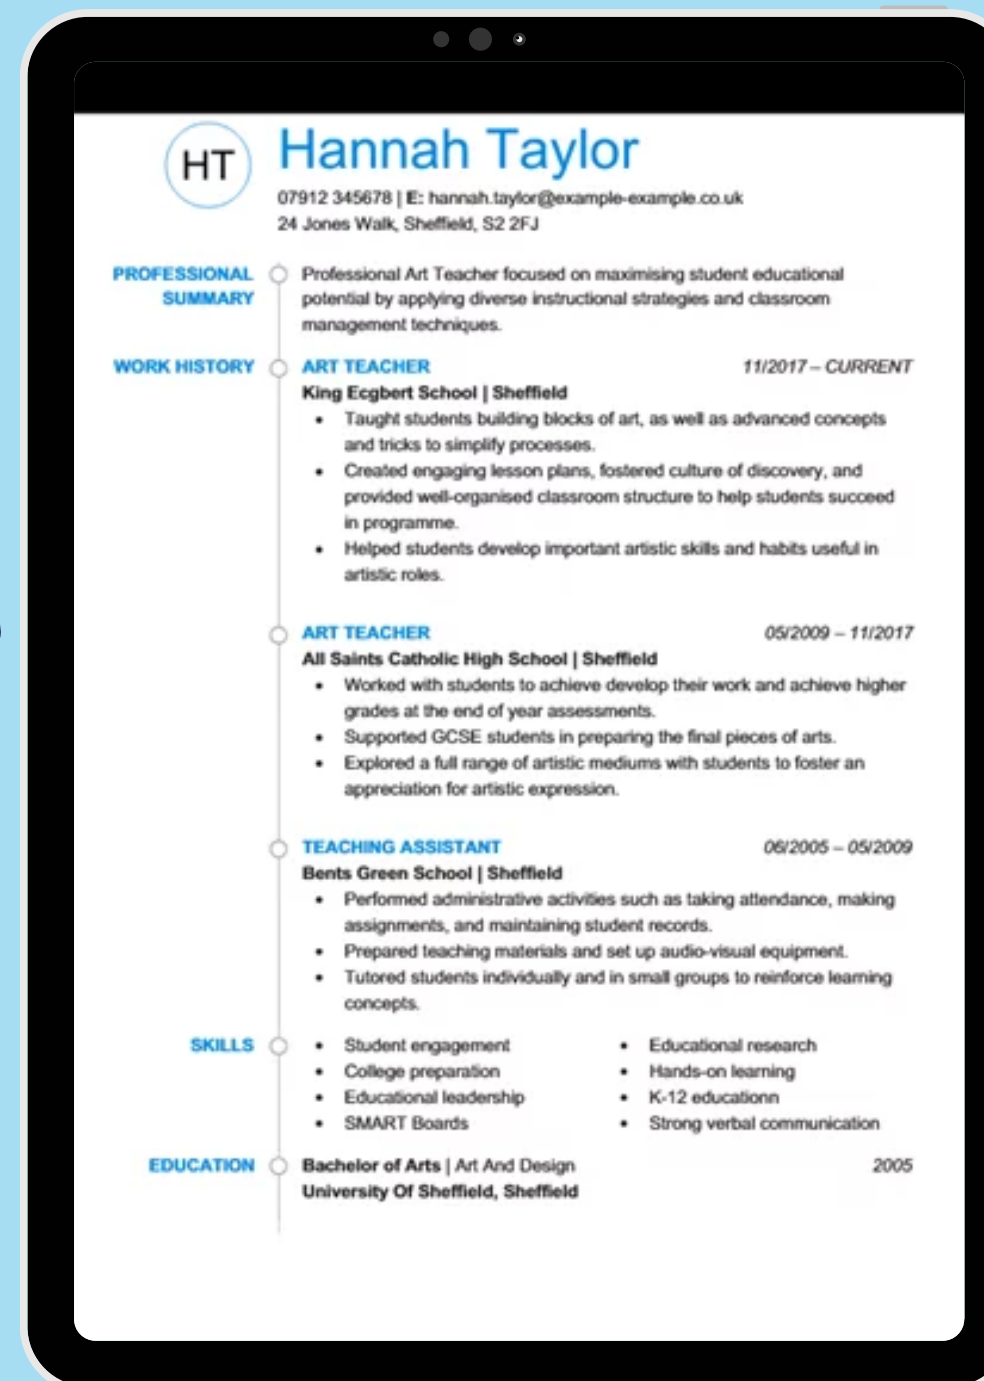 HT
Hannah Taylor
07912 345678 | E: hannah.taylor@example-example.co.uk
24 Jones Walk, Sheffield, S2 2FJ
PROFESSIONAL
SUMMARY
Professional Art Teacher focused on maximising student educational
potential by applying diverse instructional strategies and classroom
management techniques.
WORK HISTORY
ART TEACHER 11/2017 – CURRENT
King Ecgbert School | Sheffield
• Taught students building blocks of art, as well as advanced concepts
and tricks to simplify processes.
• Created engaging lesson plans, fostered culture of discovery, and
provided well-organised classroom structure to help students succeed
in programme.
• Helped students develop important artistic skills and habits useful in
artistic roles.
ART TEACHER 05/2009 – 11/2017
All Saints Catholic High School | Sheffield
• Worked with students to achieve develop their work and achieve higher
grades at the end of year assessments.
• Supported GCSE students in preparing the final pieces of arts.
• Explored a full range of artistic mediums with students to foster an
appreciation for artistic expression.
TEACHING ASSISTANT 06/2005 – 05/2009
Bents Green School | Sheffield
• Performed administrative activities such as taking attendance, making
assignments, and maintaining student records.
• Prepared teaching materials and set up audio-visual equipment.
• Tutored students individually and in small groups to reinforce learning
concepts.
SKILLS
• Student engagement
• College preparation
• Educational leadership
• SMART Boards
• Educational research
• Hands-on learning
• K-12 educationn
• Strong verbal communication
EDUCATION
Bachelor of Arts | Art And Design 2005
University Of Sheffield, Sheffield